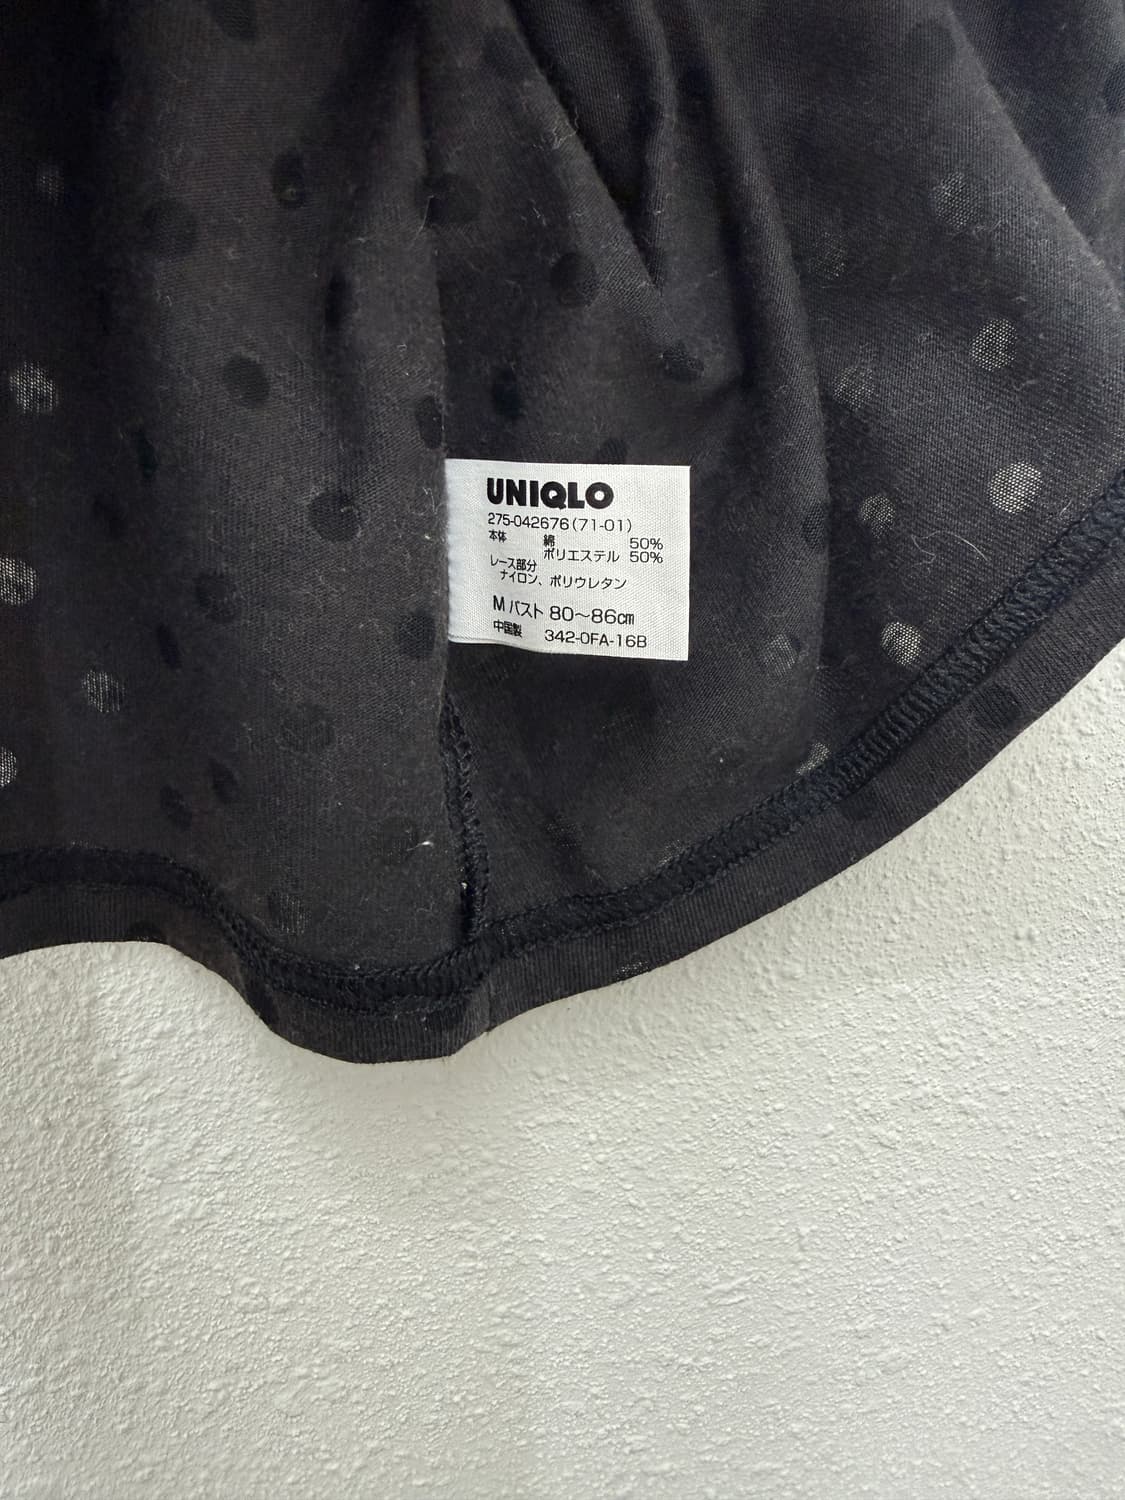 UNIQLO
275-042676(71-01)
本体 綿 50%
ポリエステル 50%
レース部分
ナイロン、ポリウレタン
M バスト 80～86cm
中国製 342-0FA-16B